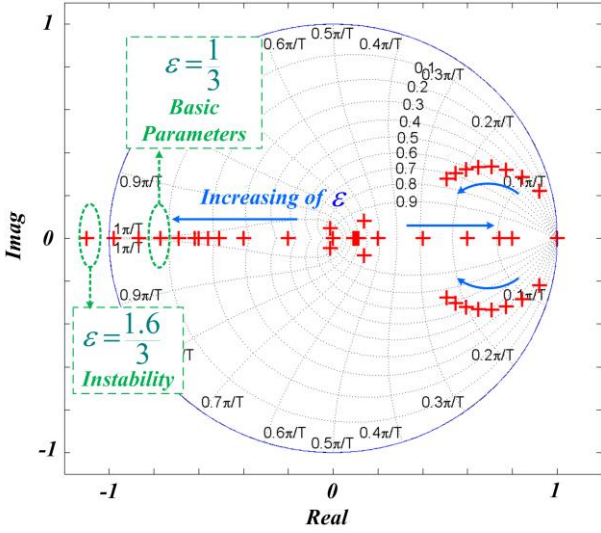 1
0.5π/T
0.6π/T
0.4π/T
ε = 1/3
Basic
Parameters
0.1
0.3π/T
0.2
0.3
0.4
0.2π/T
0.5
0.6
0.7
0.8
0.9
0.9π/T
0.1π/T
Increasing of ε
Imag
0
1π/T
1π/T
0.9π/T
0.1π/T
ε = 1.6/3
Instability
π/T
0.2π/T
0.7π/T
0.3π/T
0.6π/T
0.4π/T
0.5π/T
-1
-1
0
1
Real